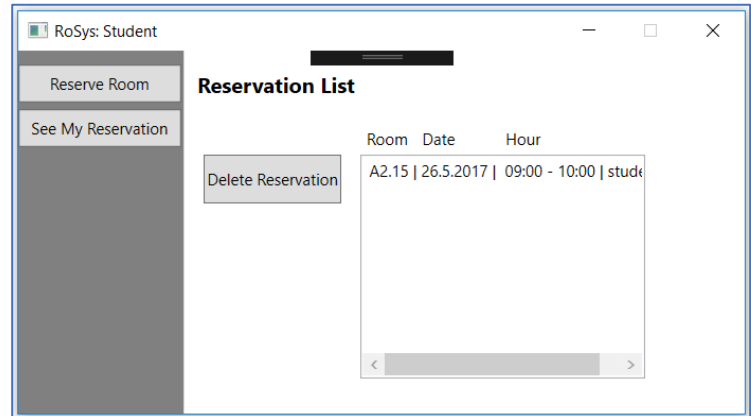 RoSys: Student
Reserve Room
See My Reservation
Reservation List
Room Date Hour
Delete Reservation
A2.15 | 26.5.2017 | 09:00 - 10:00 | stude